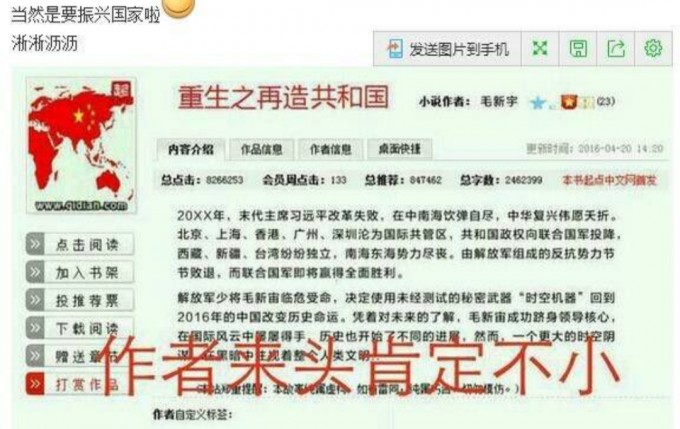 当然是要振兴国家啦
淅淅沥沥
发送图片到手机
重生之再造共和国
小说作者：毛新宇
(23)
内容介绍 作品信息 作者信息 桌面快捷
更新时间：2016-04-20 14:20
总点击：8266253 会员周点击：133 总推荐：847462 总字数：2462399 本书起点中文网首发
www.qidian.com
20XX年，末代主席习远平改革失败，在中南海饮弹自尽，中华复兴伟愿夭折。
北京、上海、香港、广州、深圳沦为国际共管区，共和国政权向联合国军投降，
西藏、新疆、台湾纷纷独立，南海东海势力尽丧。由解放军组成的反抗势力节
节败退，而联合国军即将赢得全面胜利。
解放军少将毛新宙临危受命，决定使用未经测试的秘密武器“时空机器”回到
2016年的中国改变历史命运。凭着对未来的了解，毛新宙成功跻身领导核心，
在国际风云中屡屡得手，历史也开始了不同的进展，然而，一个更大的时空阴
谋，在黑暗中注视着整个人类文明
作者来头肯定不小
作者自定义标签：
点击阅读
加入书架
投推荐票
下载阅读
赠送章节
打赏作品